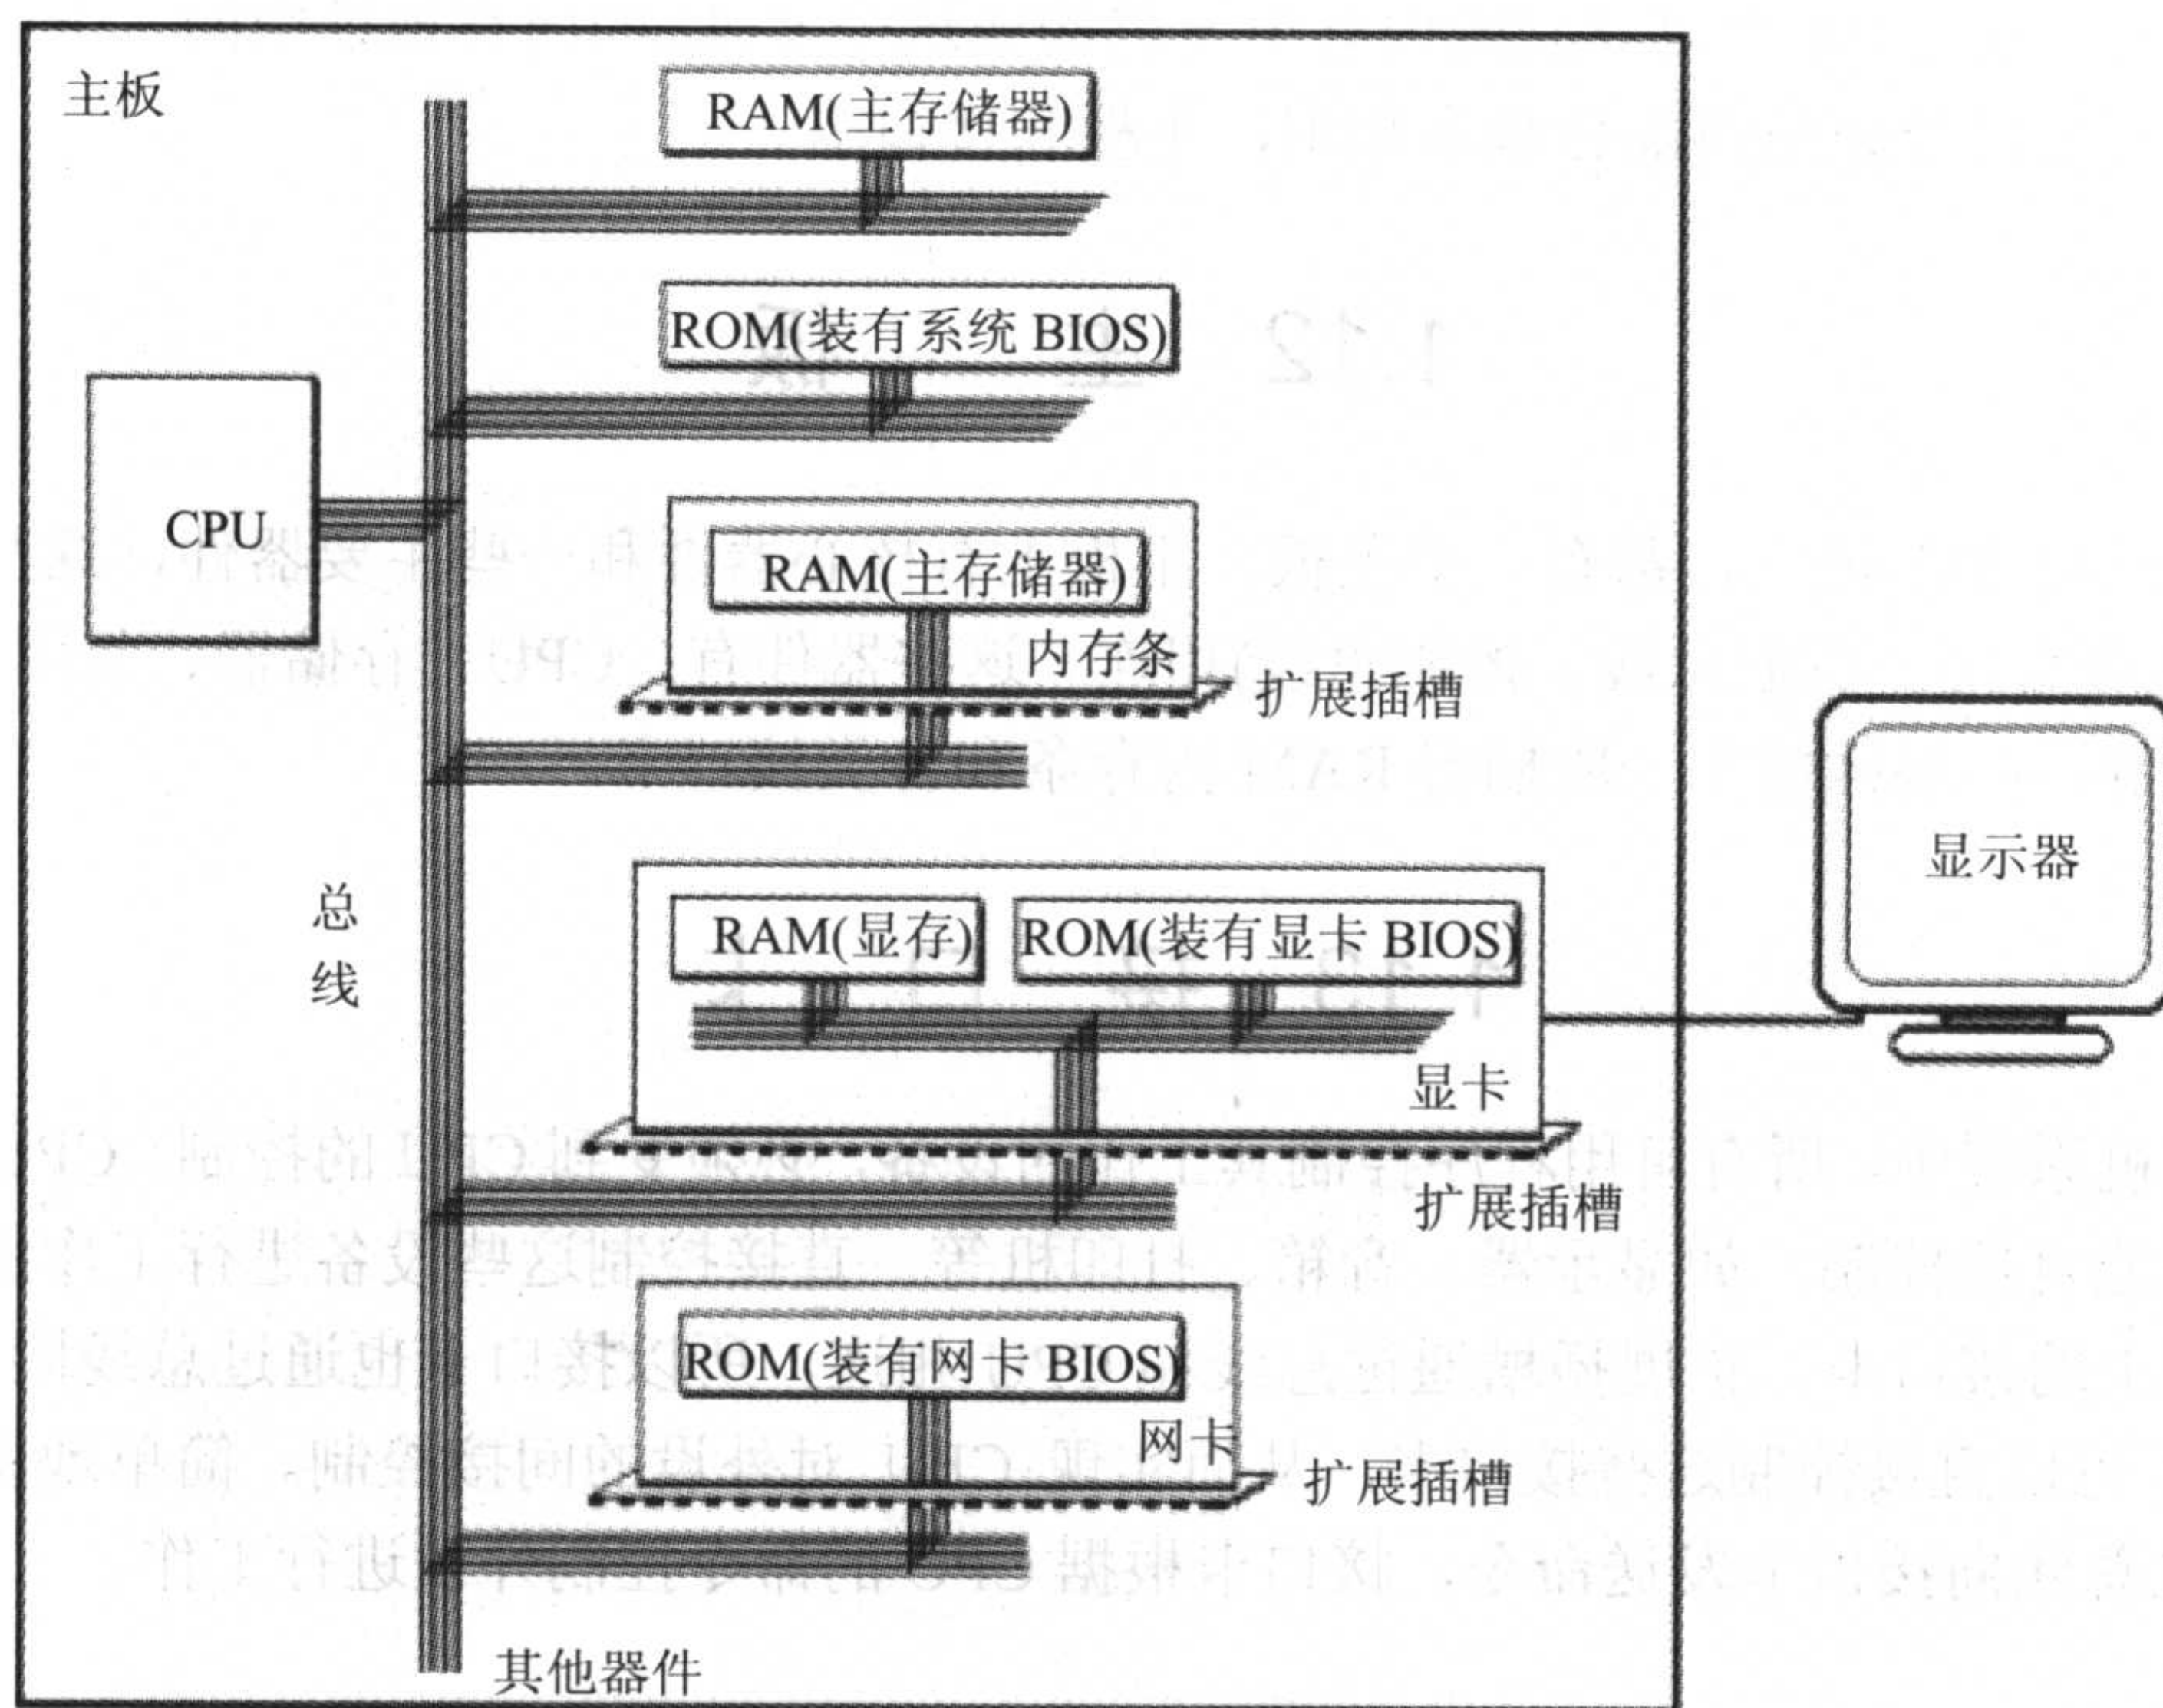 主板
RAM(主存储器)
ROM(装有系统 BIOS)
CPU
RAM(主存储器)
内存条
扩展插槽
总
线
RAM(显存)
ROM(装有显卡 BIOS)
显卡
扩展插槽
显示器
ROM(装有网卡 BIOS)
网卡
扩展插槽
其他器件